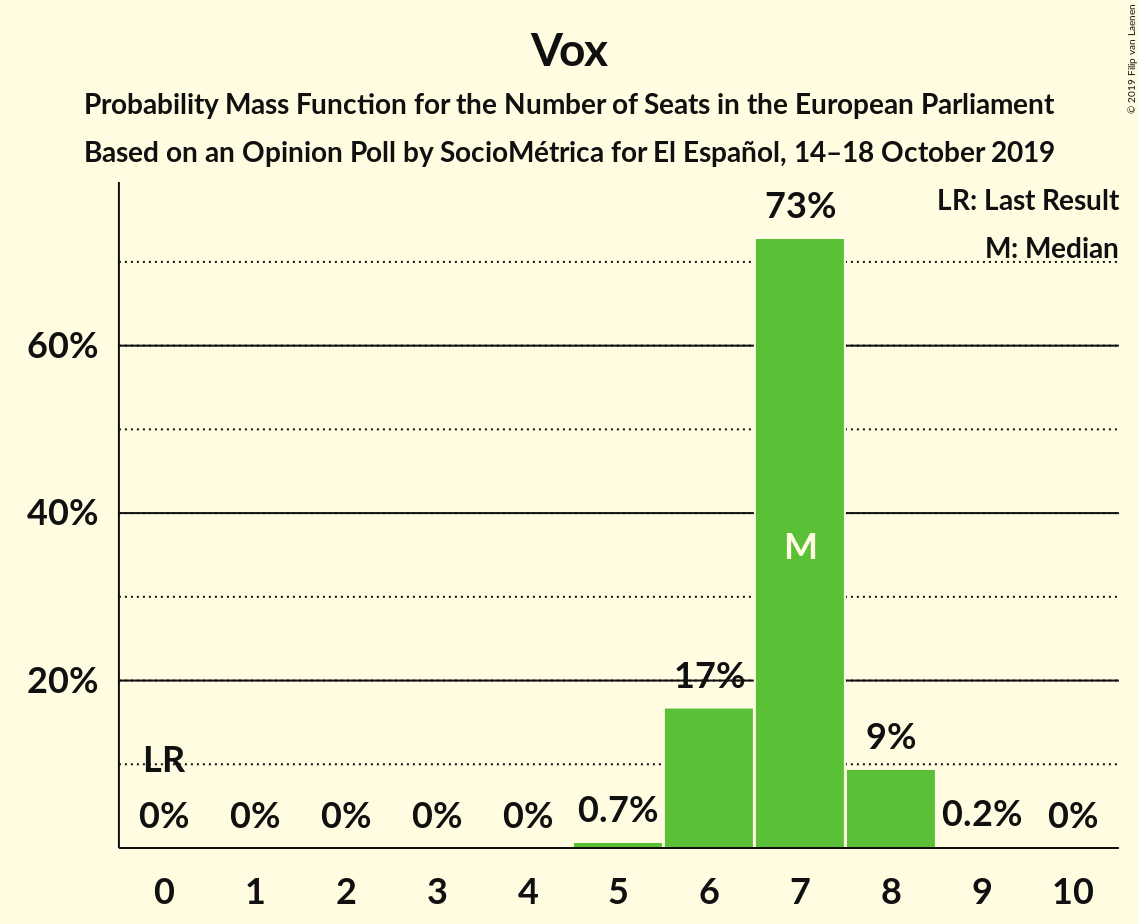 Vox
Probability Mass Function for the Number of Seats in the European Parliament
Based on an Opinion Poll by SocioMétrica for El Español, 14–18 October 2019
© 2019 Filip van Laenen
LR: Last Result
M: Median
73%
60%
40%
M
20%
17%
9%
LR
0% 0% 0% 0% 0% 0.7% 0.2% 0%
0 1 2 3 4 5 6 7 8 9 10